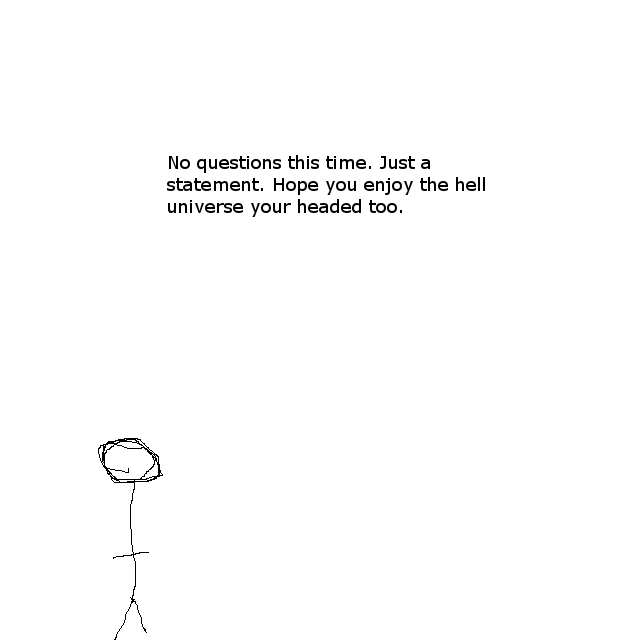 No questions this time. Just a
statement. Hope you enjoy the hell
universe your headed too.